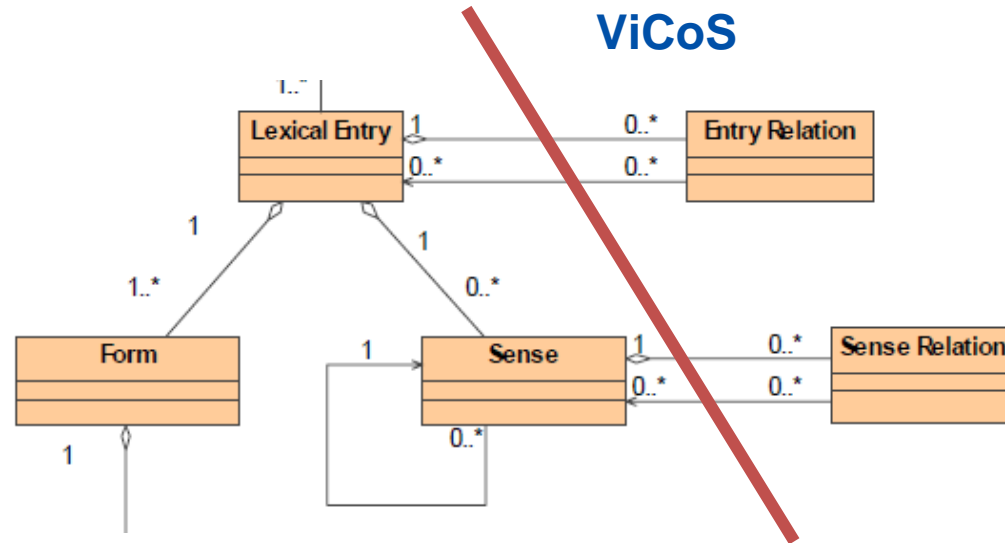 ViCoS
1..*
Lexical Entry
1
0..*
Entry Relation
0..*
0..*
1
1
1..*
0..*
Form
1
Sense
1
0..*
Sense Relation
0..*
0..*
1
0..*